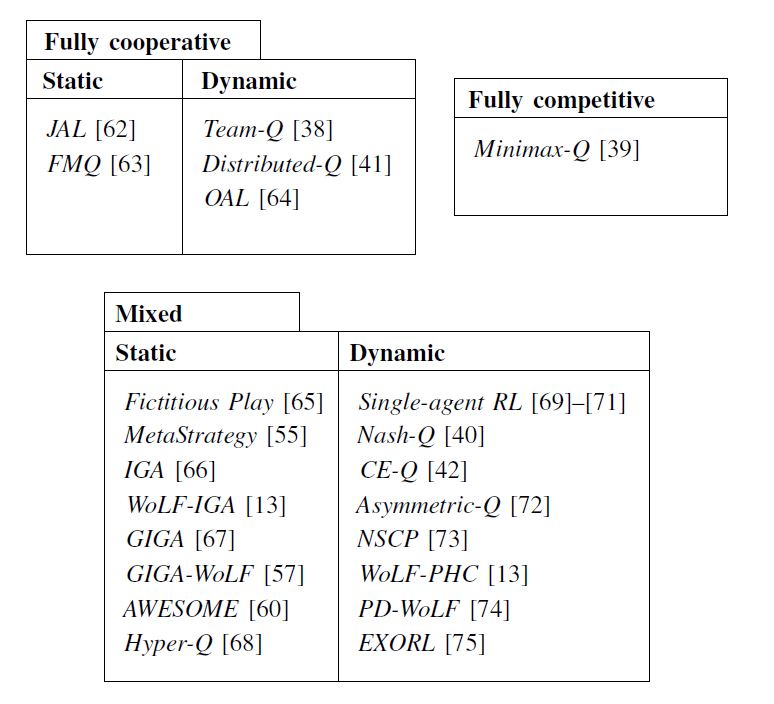 Fully cooperative
Static
JAL [62]
FMQ [63]
Dynamic
Team-Q [38]
Distributed-Q [41]
OAL [64]
Fully competitive
Minimax-Q [39]
Mixed
Static
Fictitious Play [65]
MetaStrategy [55]
IGA [66]
WoLF-IGA [13]
GIGA [67]
GIGA-WoLF [57]
AWESOME [60]
Hyper-Q [68]
Dynamic
Single-agent RL [69]–[71]
Nash-Q [40]
CE-Q [42]
Asymmetric-Q [72]
NSCP [73]
WoLF-PHC [13]
PD-WoLF [74]
EXORL [75]